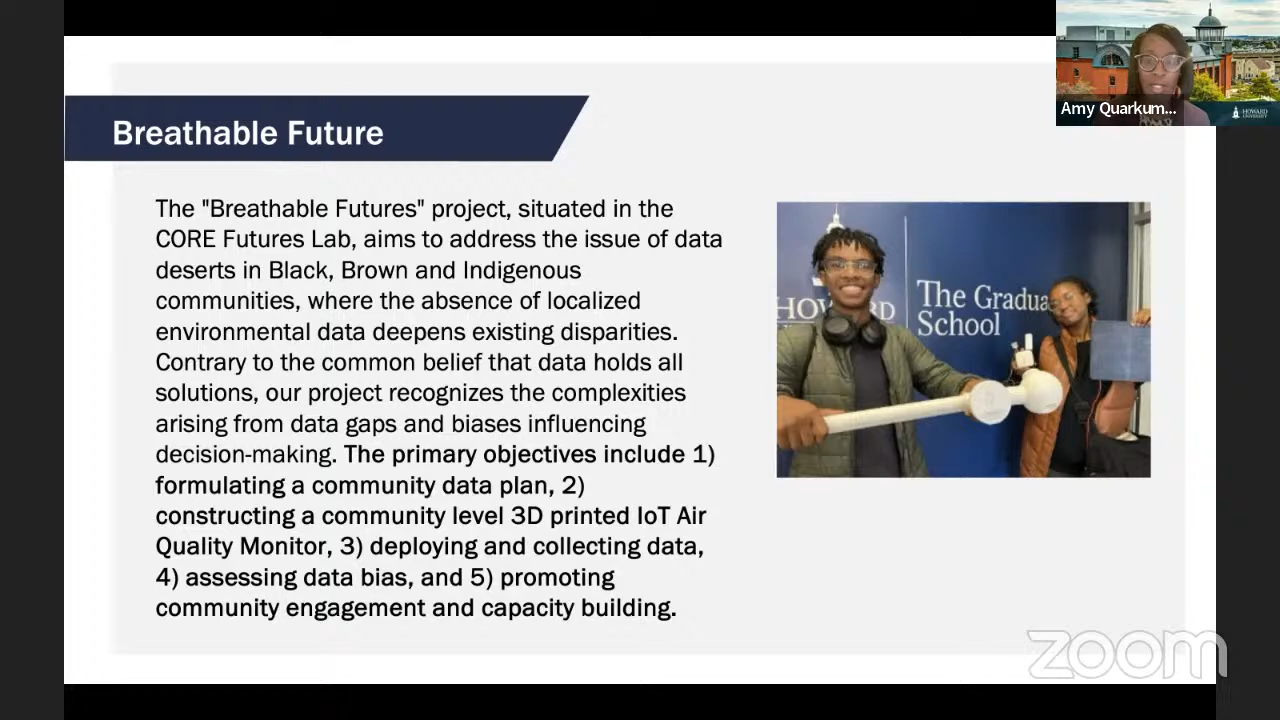 Breathable Future
The "Breathable Futures" project, situated in the
CORE Futures Lab, aims to address the issue of data
deserts in Black, Brown and Indigenous
communities, where the absence of localized
environmental data deepens existing disparities.
Contrary to the common belief that data holds all
solutions, our project recognizes the complexities
arising from data gaps and biases influencing
decision-making. The primary objectives include 1)
formulating a community data plan, 2)
constructing a community level 3D printed IoT Air
Quality Monitor, 3) deploying and collecting data,
4) assessing data bias, and 5) promoting
community engagement and capacity building.
HOWARD
The Gradua
School
Amy Quarkum...
HOWARD
UNIVERSITY
zoom